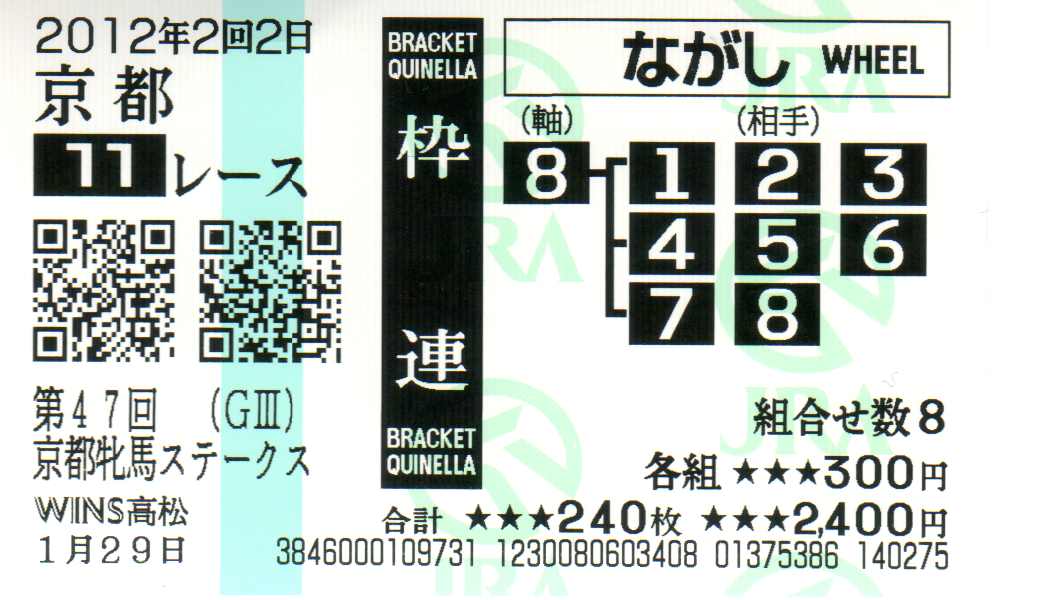 2012年2回2日
京都
11レース
第47回 (GⅢ)
京都牝馬ステークス
WINS高松
1月29日
BRACKET
QUINELLA
枠
連
BRACKET
QUINELLA
ながし WHEEL
(軸) (相手)
8 1 2 3
4 5 6
7 8
組合せ数8
各組 ★★★300円
合計 ★★★240枚 ★★★2,400円
3846000109731 1230080603408 01375386 140275
JRA
JRA
JRA
JRA